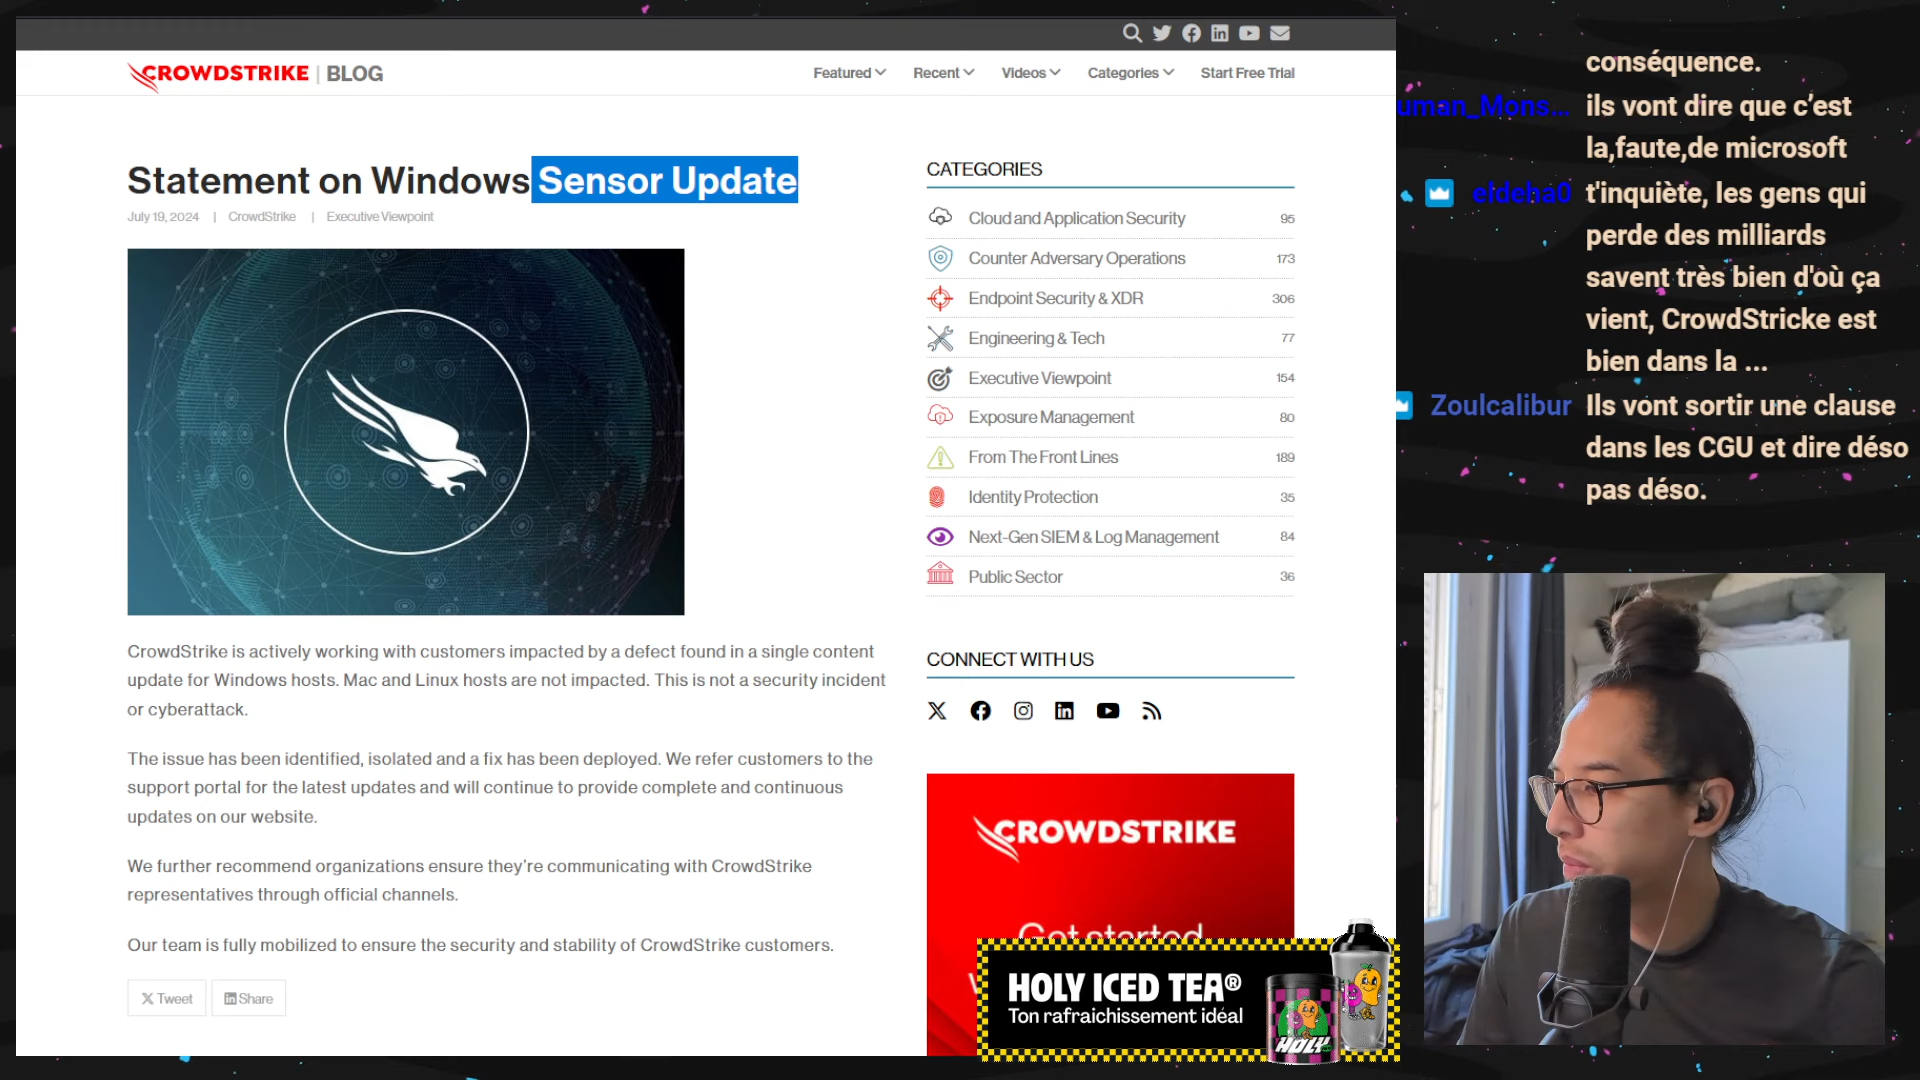 CROWDSTRIKE | BLOG
Featured
Recent
Videos
Categories
Start Free Trial
Statement on Windows Sensor Update
July 19, 2024 | CrowdStrike | Executive Viewpoint
CrowdStrike is actively working with customers impacted by a defect found in a single content
update for Windows hosts. Mac and Linux hosts are not impacted. This is not a security incident
or cyberattack.
The issue has been identified, isolated and a fix has been deployed. We refer customers to the
support portal for the latest updates and will continue to provide complete and continuous
updates on our website.
We further recommend organizations ensure they're communicating with CrowdStrike
representatives through official channels.
Our team is fully mobilized to ensure the security and stability of CrowdStrike customers.
Tweet
Share
CATEGORIES
Cloud and Application Security 95
Counter Adversary Operations 173
Endpoint Security & XDR 306
Engineering & Tech 77
Executive Viewpoint 154
Exposure Management 80
From The Front Lines 189
Identity Protection 35
Next-Gen SIEM & Log Management 84
Public Sector 36
CONNECT WITH US
CROWDSTRIKE
Get started
HOLY ICED TEA®
Ton rafraichissement idéal
HOLY
conséquence.
uman_Mons... ils vont dire que c’est
la,faute,de microsoft
eldeha0 t'inquiète, les gens qui
perde des milliards
savent très bien d'où ça
vient, CrowdStricke est
bien dans la ...
Zoulcalibur Ils vont sortir une clause
dans les CGU et dire déso
pas déso.